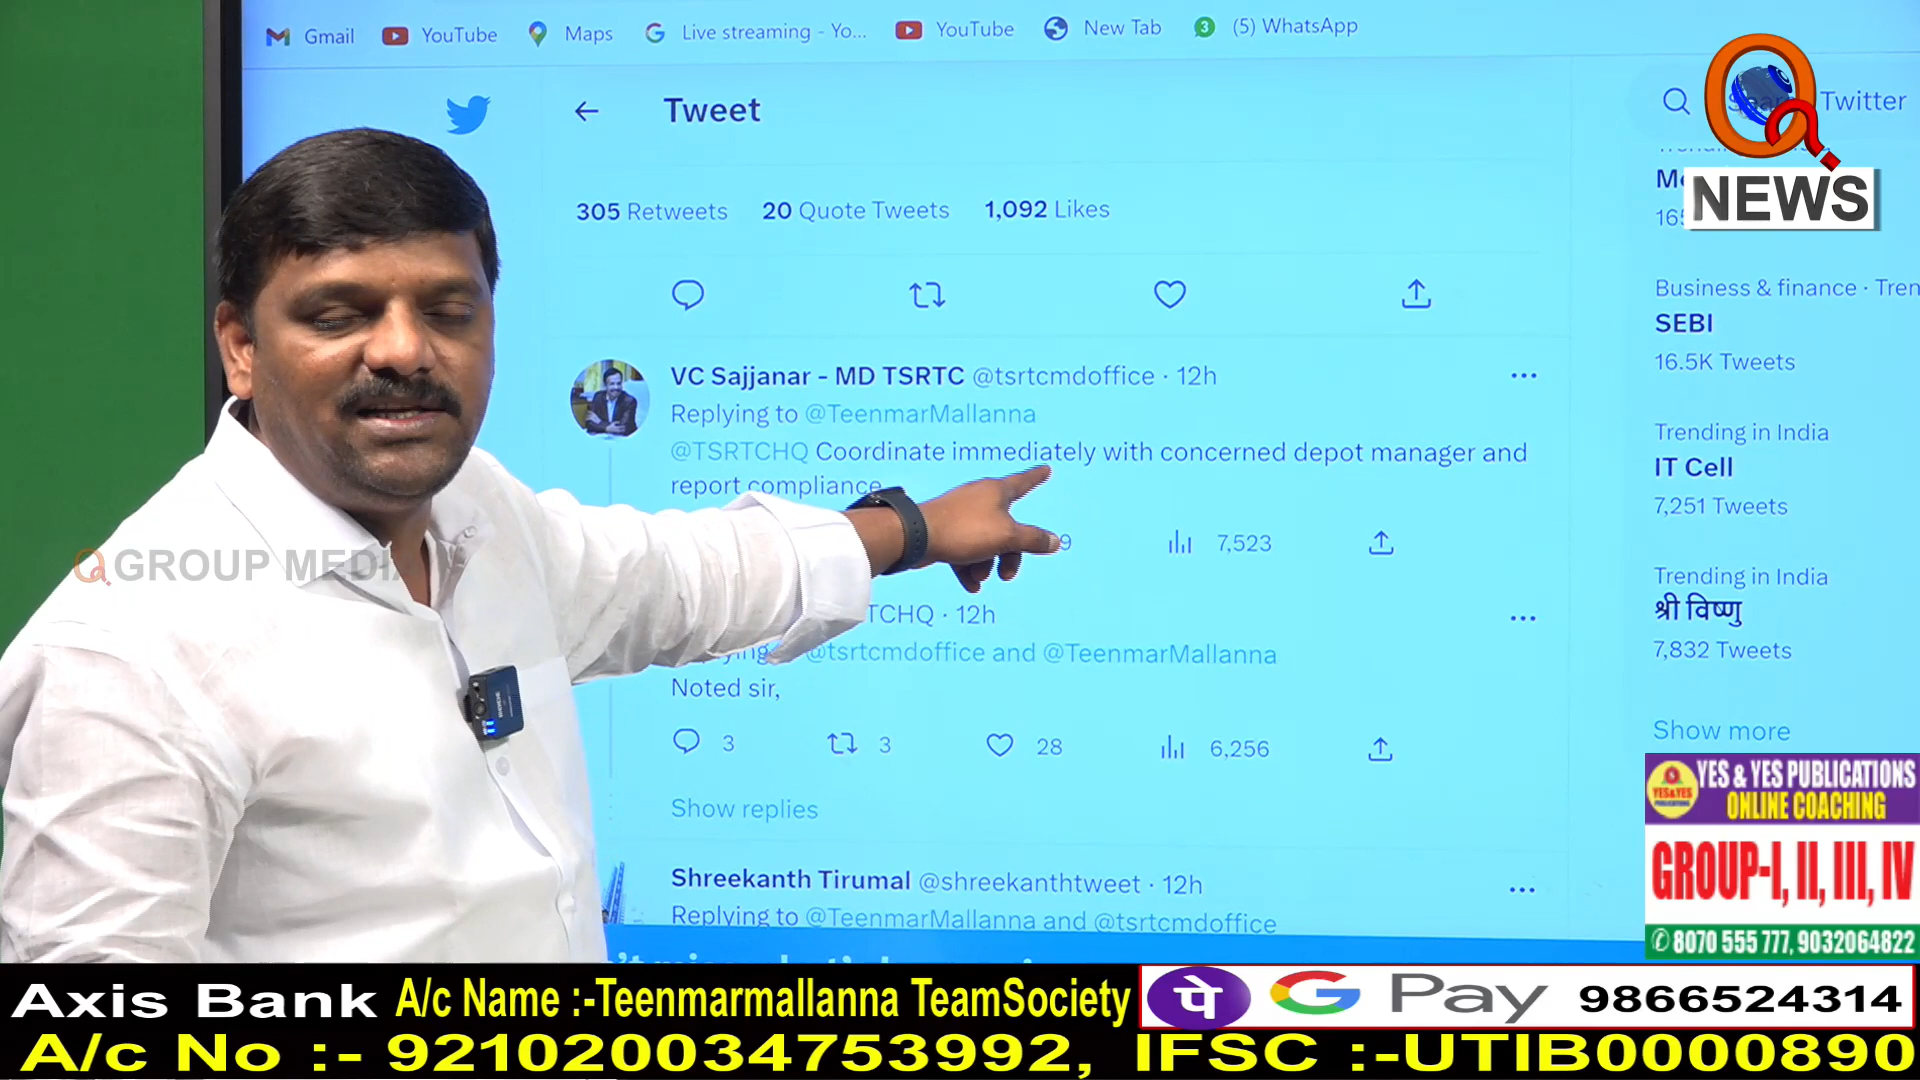 Gmail
YouTube
Maps
Live streaming - Yo...
YouTube
New Tab
(5) WhatsApp
Tweet
Twitter
NEWS
305 Retweets 20 Quote Tweets 1,092 Likes
Business & finance · Tren
SEBI
16.5K Tweets
Trending in India
IT Cell
7,251 Tweets
Trending in India
श्री विष्णु
7,832 Tweets
Show more
VC Sajjanar - MD TSRTC @tsrtcmdoffice · 12h
Replying to @TeenmarMallanna
@TSRTCHQ Coordinate immediately with concerned depot manager and
report compliance
7,523
TCHQ · 12h
@tsrtcmdoffice and @TeenmarMallanna
Noted sir,
3 3 28 6,256
Show replies
Shreekanth Tirumal @shreekanthtweet · 12h
Replying to @TeenmarMallanna and @tsrtcmdoffice
Q GROUP MEDIA
YES & YES PUBLICATIONS
ONLINE COACHING
GROUP-I, II, III, IV
8070 555 777, 9032064822
Axis Bank A/c Name :-Teenmarmallanna TeamSociety
पे G Pay 9866524314
A/c No :- 921020034753992, IFSC :-UTIB0000890